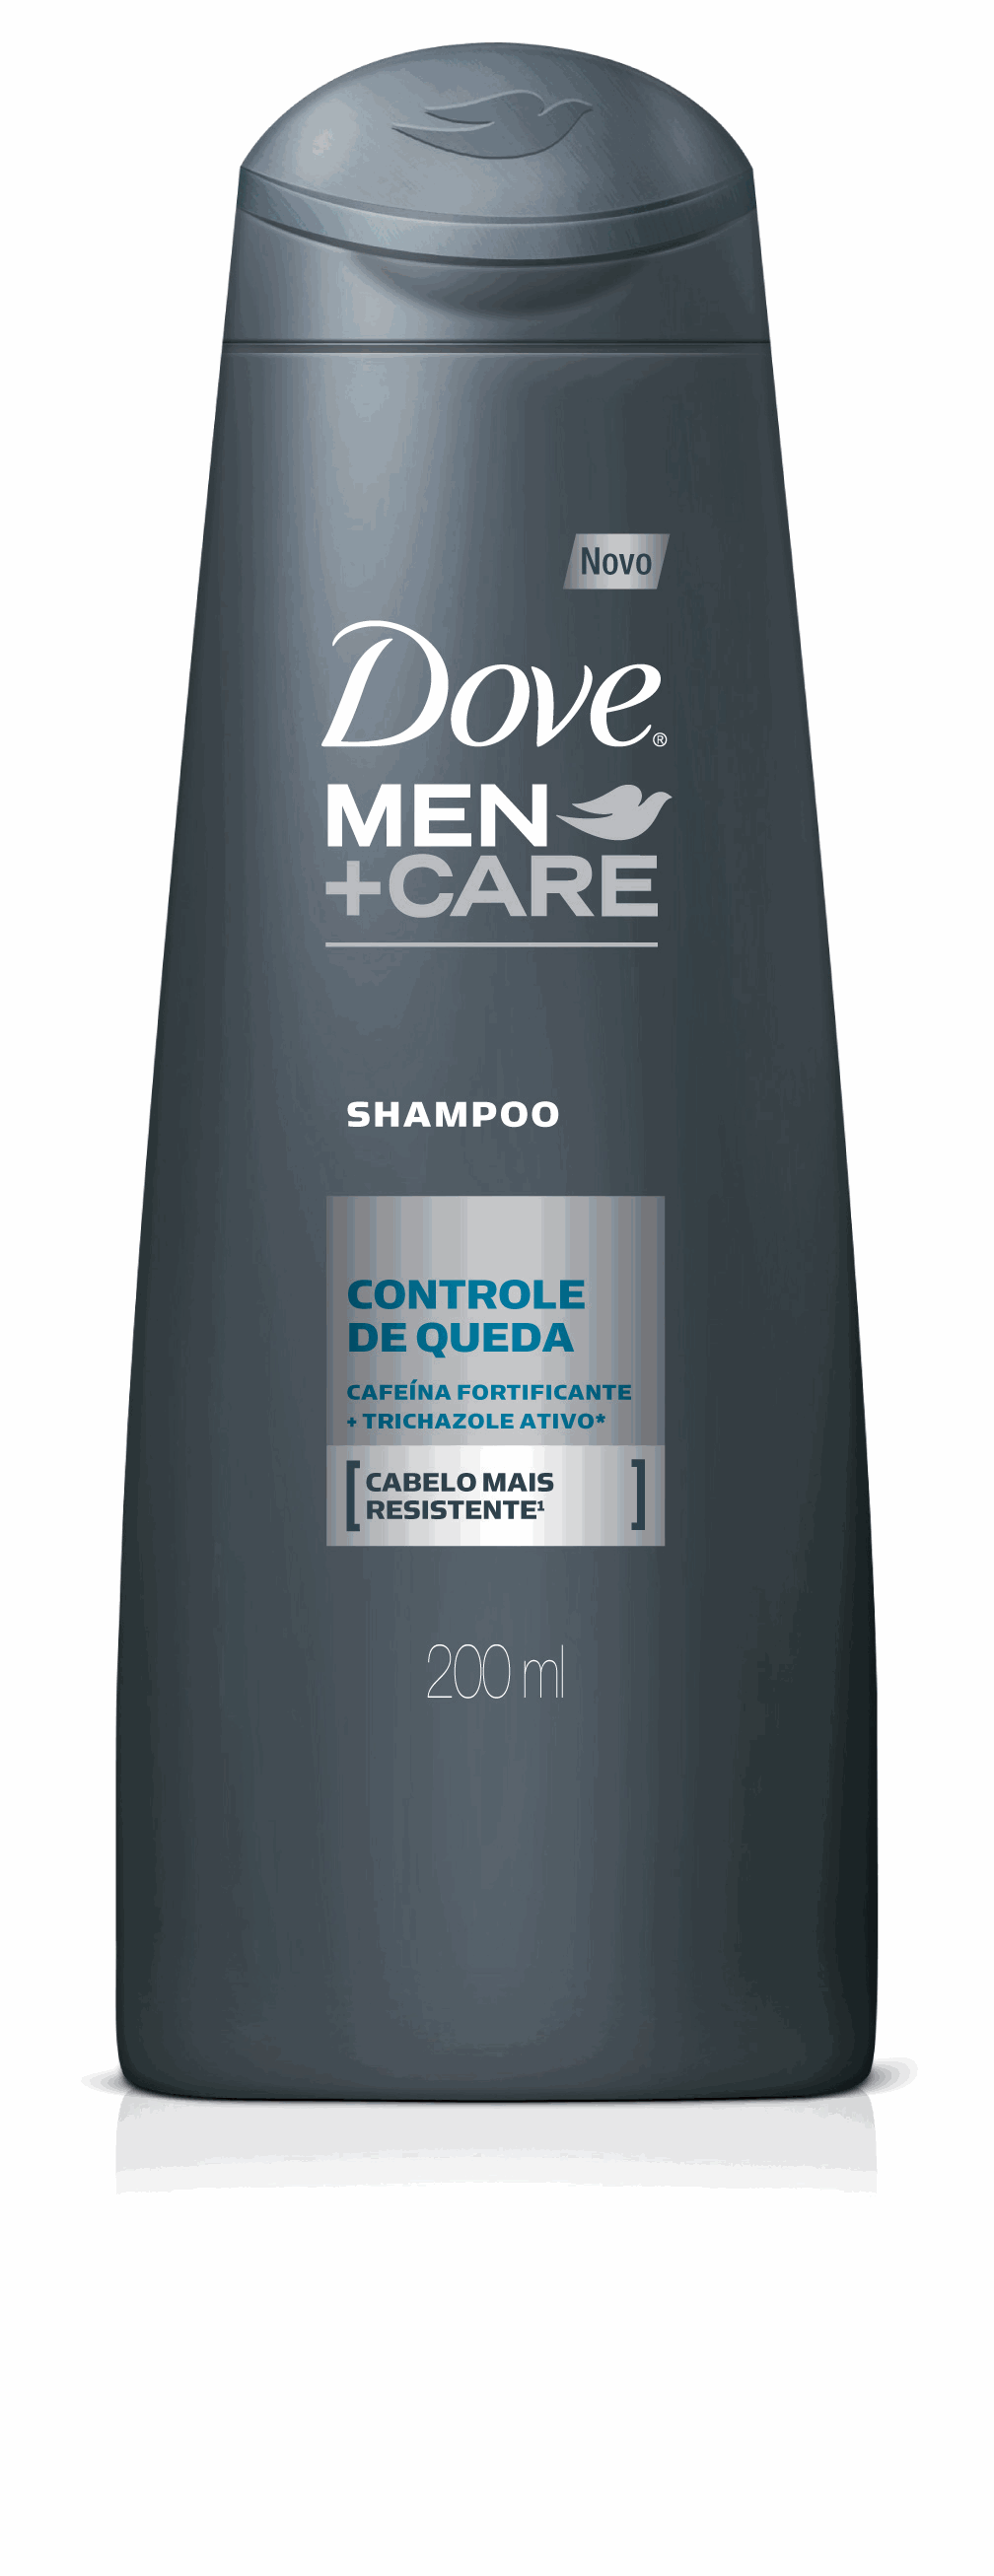 Novo
Dove®
MEN
+CARE
SHAMPOO
CONTROLE
DE QUEDA
CAFEÍNA FORTIFICANTE
+ TRICHAZOLE ATIVO*
[CABELO MAIS
RESISTENTE¹]
200 ml